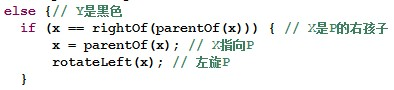 else {// Y是黑色
if (x == rightOf(parentOf(x))) { // X是P的右孩子
x = parentOf(x); // X指向P
rotateLeft(x); // 左旋P
}